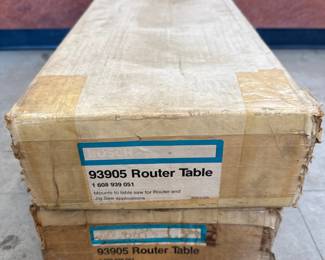 93905 Router Table
1 608 939 051
Mounts to table saw for Router and
Jig Saw Applications
93905 Router Table